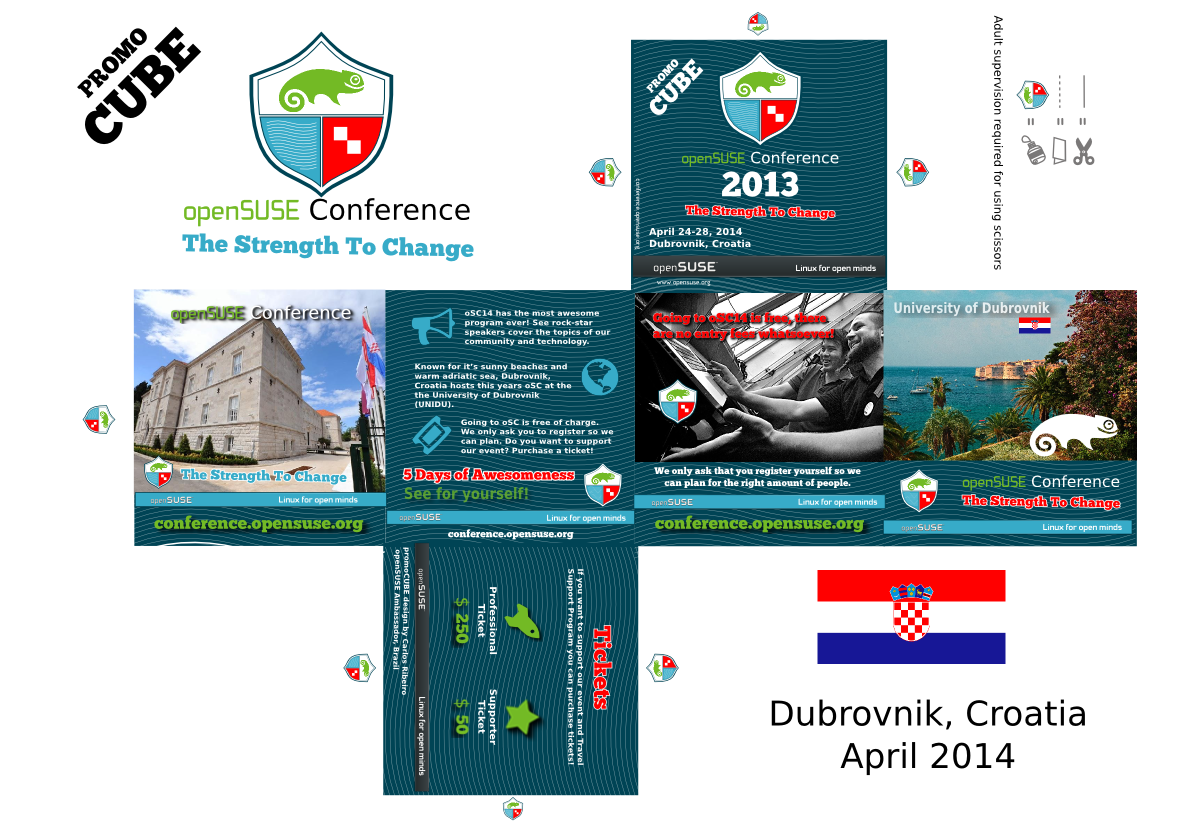 PROMO
CUBE
openSUSE Conference
The Strength To Change
PROMO
CUBE
openSUSE Conference
2013
The Strength To Change
conference.opensuse.org
April 24-28, 2014
Dubrovnik, Croatia
openSUSE
Linux for open minds
www.opensuse.org
Adult supervision required for using scissors
=
=
=
openSUSE Conference
The Strength To Change
openSUSE
Linux for open minds
conference.opensuse.org
oSC14 has the most awesome
program ever! See rock-star
speakers cover the topics of our
community and technology.
Known for it's sunny beaches and
warm adriatic sea, Dubrovnik,
Croatia hosts this years oSC at the
the University of Dubrovnik
(UNIDU).
Going to oSC is free of charge.
We only ask you to register so we
can plan. Do you want to support
our event? Purchase a ticket!
5 Days of Awesomeness
See for yourself!
openSUSE
Linux for open minds
conference.opensuse.org
Going to oSC14 is free, there
are no entry fees whatsoever!
We only ask that you register yourself so we
can plan for the right amount of people.
openSUSE
Linux for open minds
conference.opensuse.org
University of Dubrovnik
openSUSE Conference
The Strength To Change
openSUSE
Linux for open minds
Tickets
If you want to support our event and Travel
Support Program you can purchase tickets!
Professional
Ticket
$ 250
Supporter
Ticket
$ 50
openSUSE
Linux for open minds
promoCUBE design by Carlos Ribeiro
openSUSE Ambassador, Brazil
Dubrovnik, Croatia
April 2014